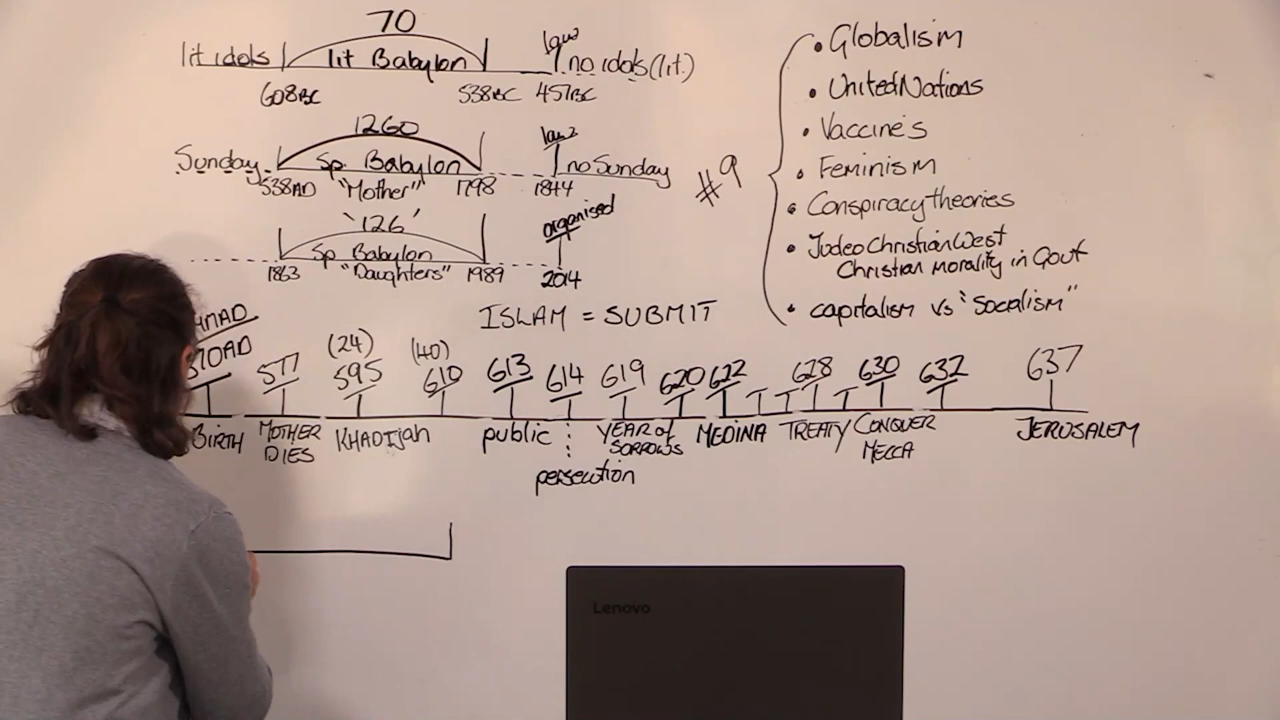 70
lit idols lit Babylon law no idols (lit.)
608BC 538BC 457BC
1260
Sunday Sp. Babylon law no Sunday
538AD "Mother" 1798 1844
'126' organised
Sp Babylon
1863 "Daughters" 1989 2014
#9
• Globalism
• United Nations
• Vaccine's
• Feminism
• Conspiracy theories
• Judeo Christian West
Christian morality in Govt
• capitalism vs "Socalism"
ISLAM = SUBMIT
70AD 577 (24) 595 (40) 610 613 614 619 620 622 628 630 632 637
BIRTH MOTHER DIES KHADIJah public YEAR of SORROWS MEDINA TREATY CONQUER MECCA JERUSALEM
persecution
Lenovo